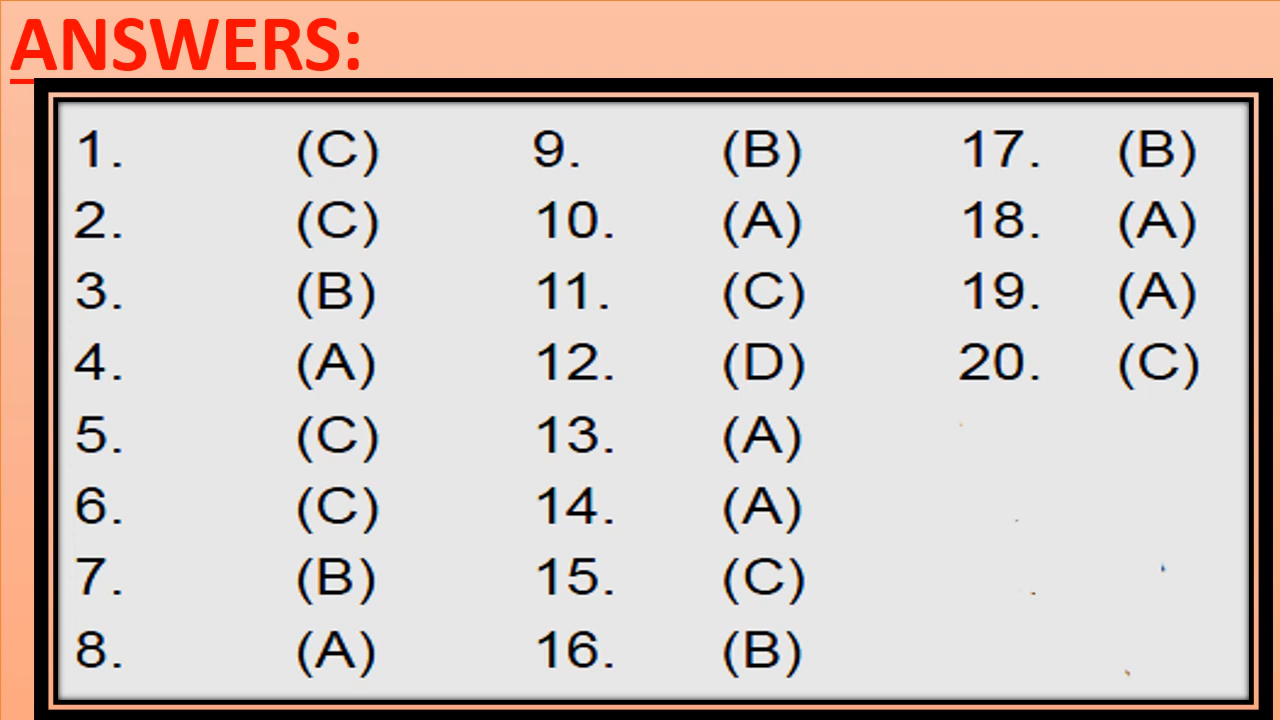 ANSWERS:
1. (C) 9. (B) 17. (B)
2. (C) 10. (A) 18. (A)
3. (B) 11. (C) 19. (A)
4. (A) 12. (D) 20. (C)
5. (C) 13. (A)
6. (C) 14. (A)
7. (B) 15. (C)
8. (A) 16. (B)